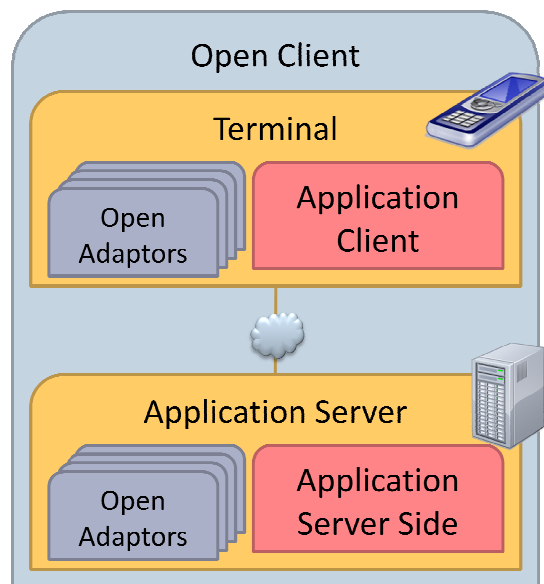 Open Client
Terminal
Open
Adaptors
Application
Client
Application Server
Open
Adaptors
Application
Server Side